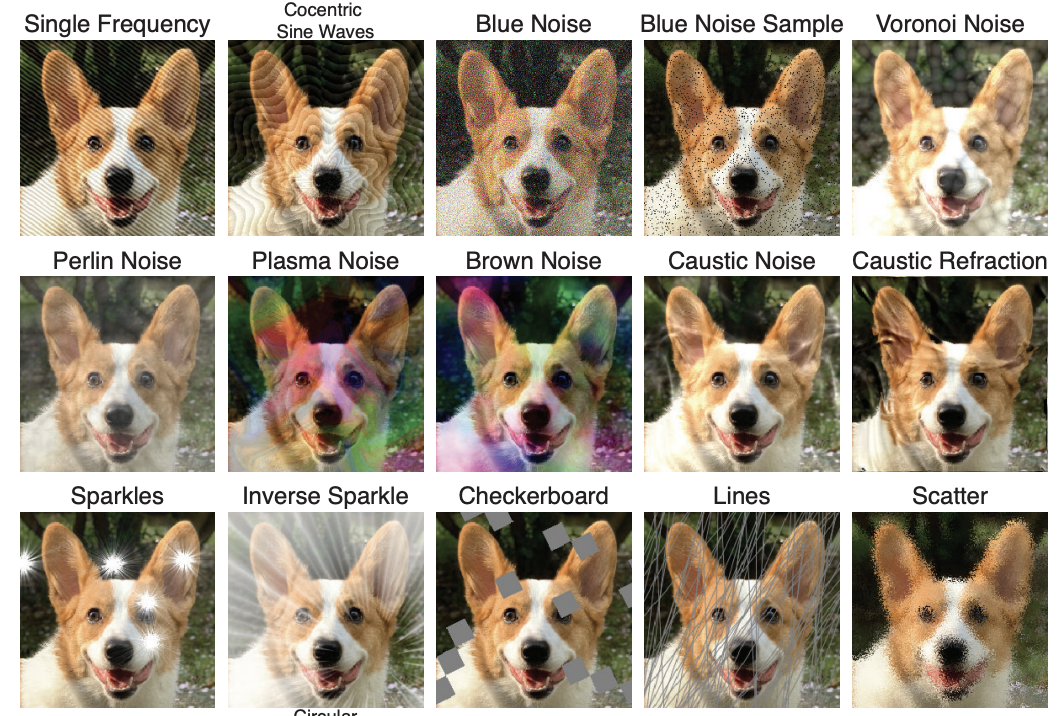 Single Frequency
Cocentric
Sine Waves
Blue Noise
Blue Noise Sample
Voronoi Noise
Perlin Noise
Plasma Noise
Brown Noise
Caustic Noise
Caustic Refraction
Sparkles
Inverse Sparkle
Checkerboard
Lines
Scatter
Circular